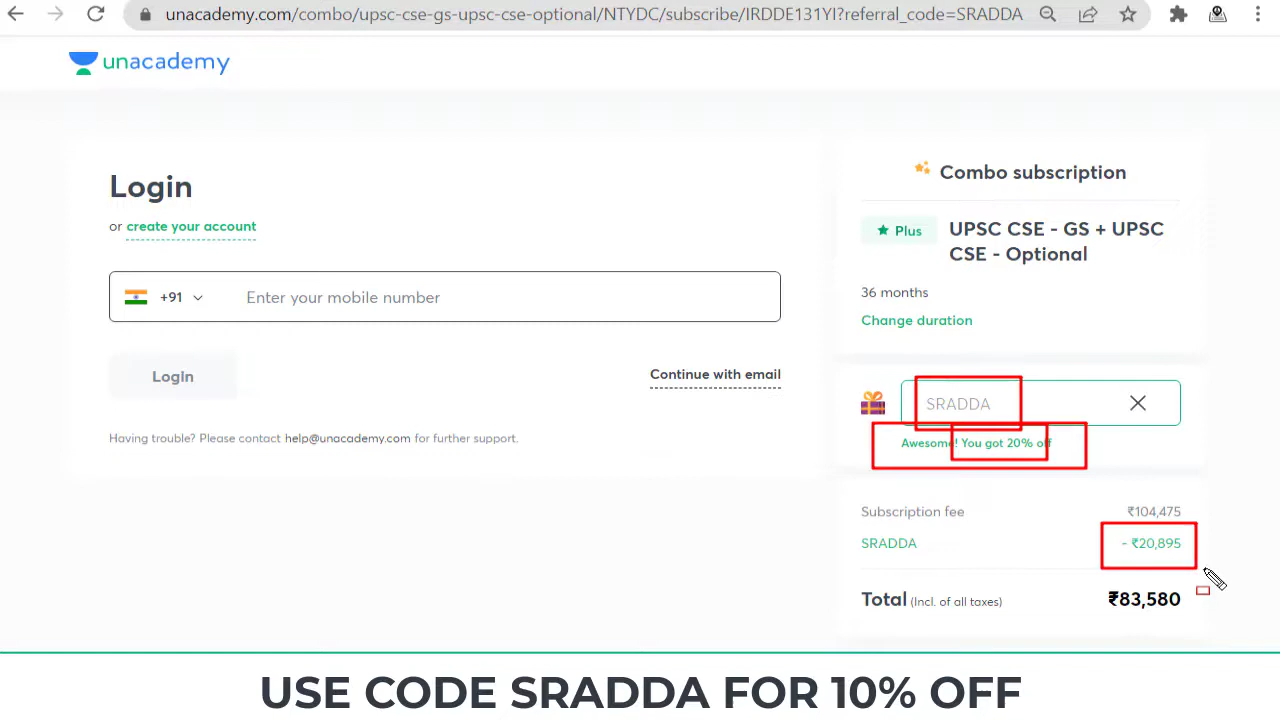 unacademy.com/combo/upsc-cse-gs-upsc-cse-optional/NTYDC/subscribe/IRDDE131YI?referral_code=SRADDA
unacademy
Login
or create your account
+91 Enter your mobile number
Login
Continue with email
Having trouble? Please contact help@unacademy.com for further support.
Combo subscription
Plus
UPSC CSE - GS + UPSC
CSE - Optional
36 months
Change duration
SRADDA
Awesome! You got 20% off
Subscription fee ₹104,475
SRADDA - ₹20,895
Total (Incl. of all taxes) ₹83,580
USE CODE SRADDA FOR 10% OFF